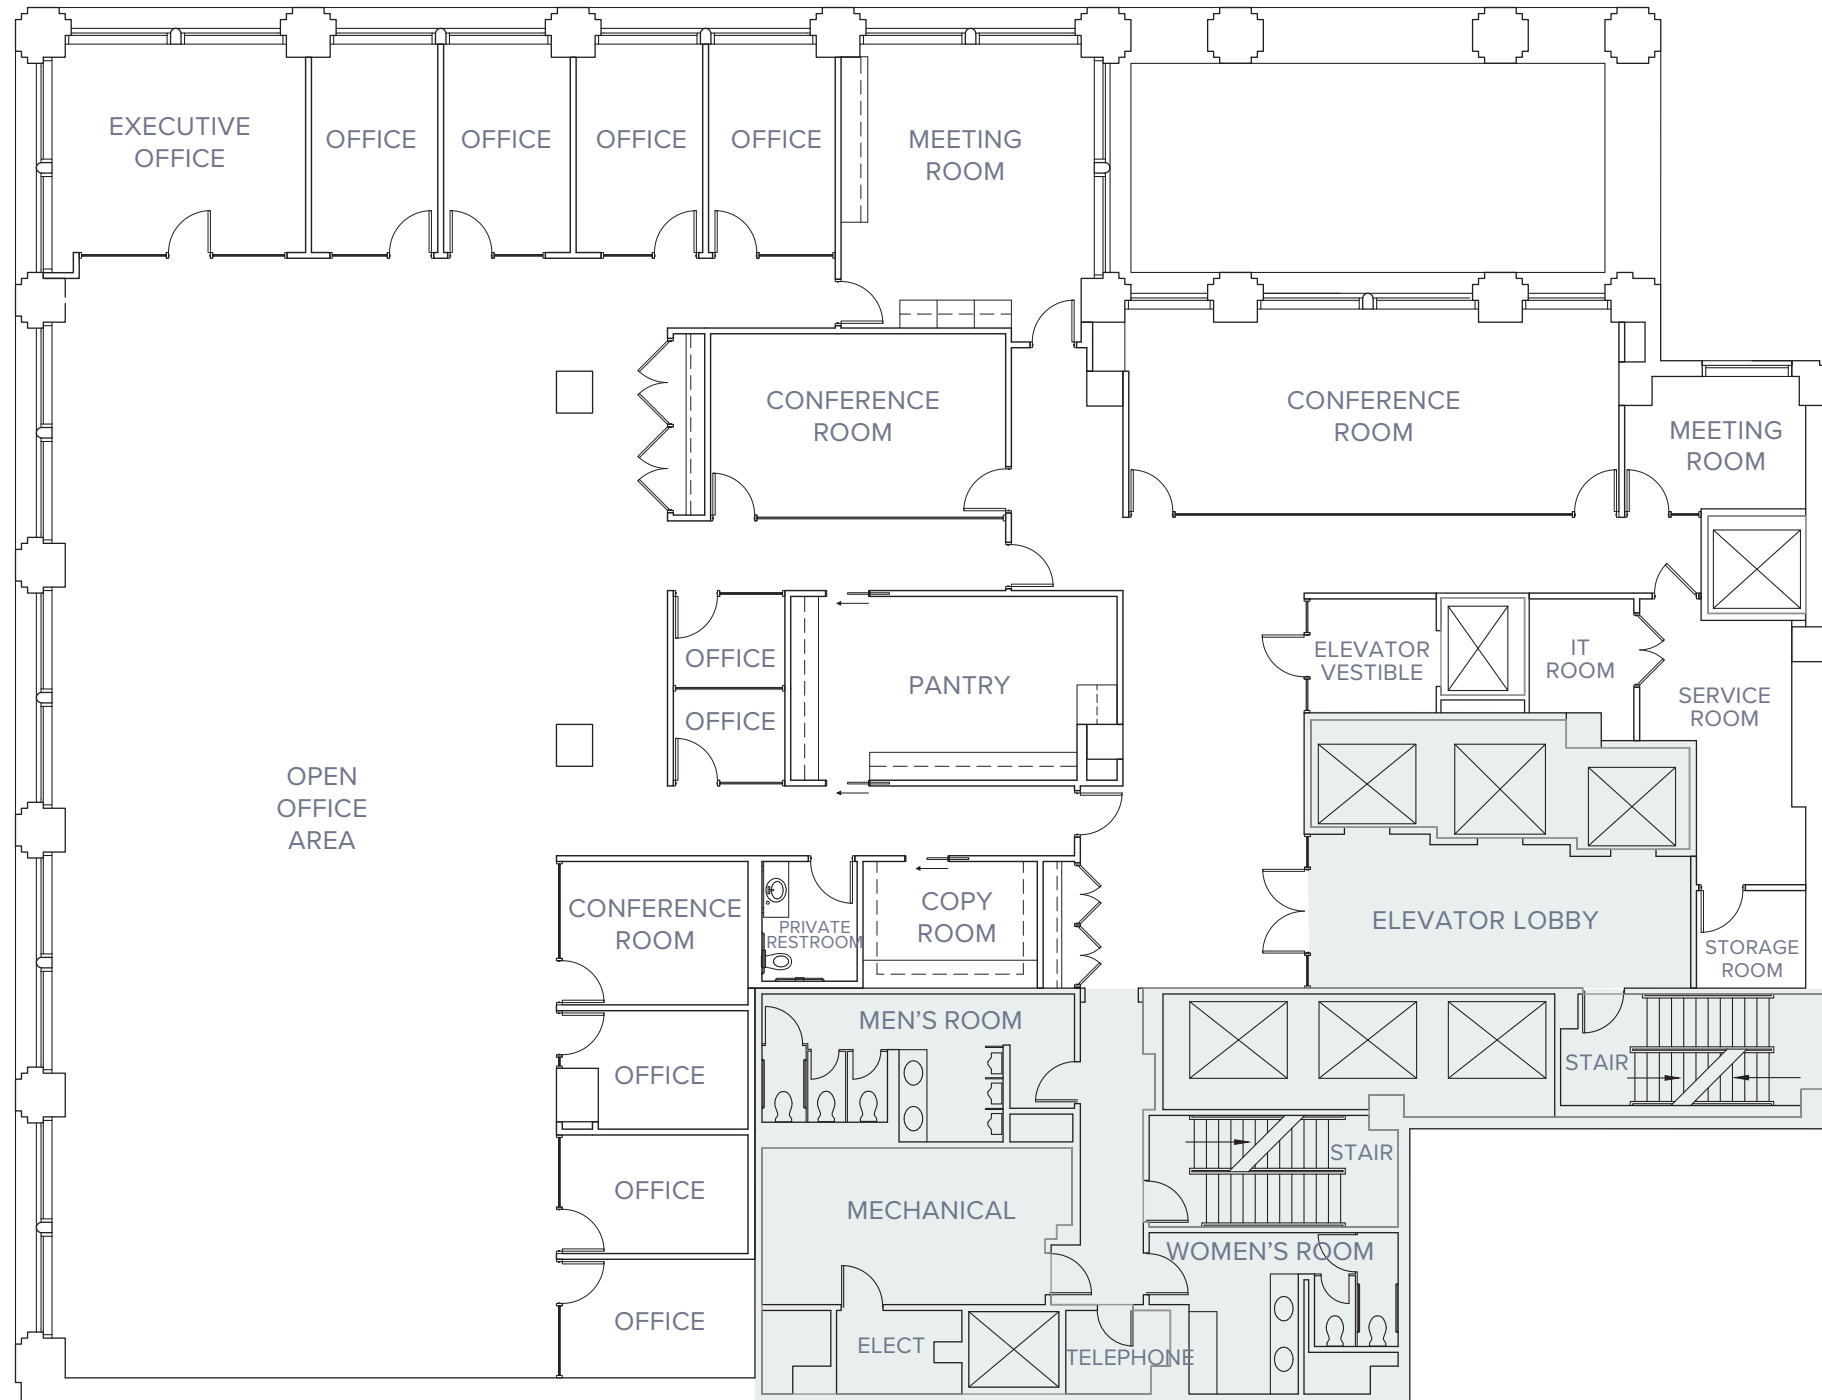 EXECUTIVE
OFFICE
OFFICE
OFFICE
OFFICE
OFFICE
MEETING
ROOM
CONFERENCE
ROOM
CONFERENCE
ROOM
MEETING
ROOM
OFFICE
OFFICE
PANTRY
ELEVATOR
VESTIBLE
IT
ROOM
SERVICE
ROOM
OPEN
OFFICE
AREA
CONFERENCE
ROOM
PRIVATE
RESTROOM
COPY
ROOM
ELEVATOR LOBBY
STORAGE
ROOM
MEN'S ROOM
OFFICE
STAIR
STAIR
OFFICE
MECHANICAL
WOMEN'S ROOM
OFFICE
ELECT
TELEPHONE